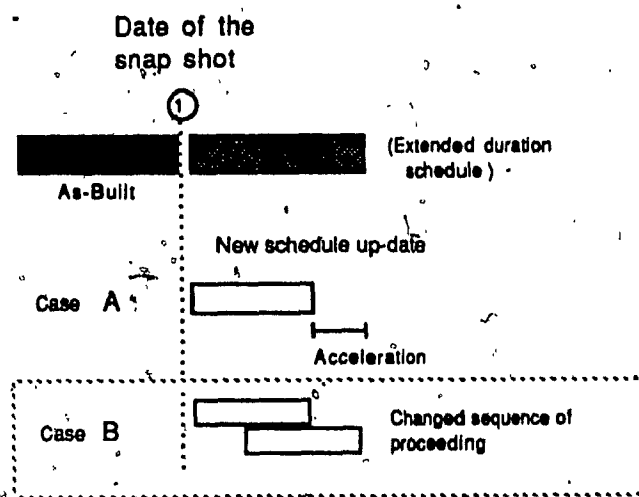 Date of the
snap shot
1
(Extended duration
schedule)
As-Built
New schedule up-date
Case A
Acceleration
Case B
Changed sequence of
proceeding